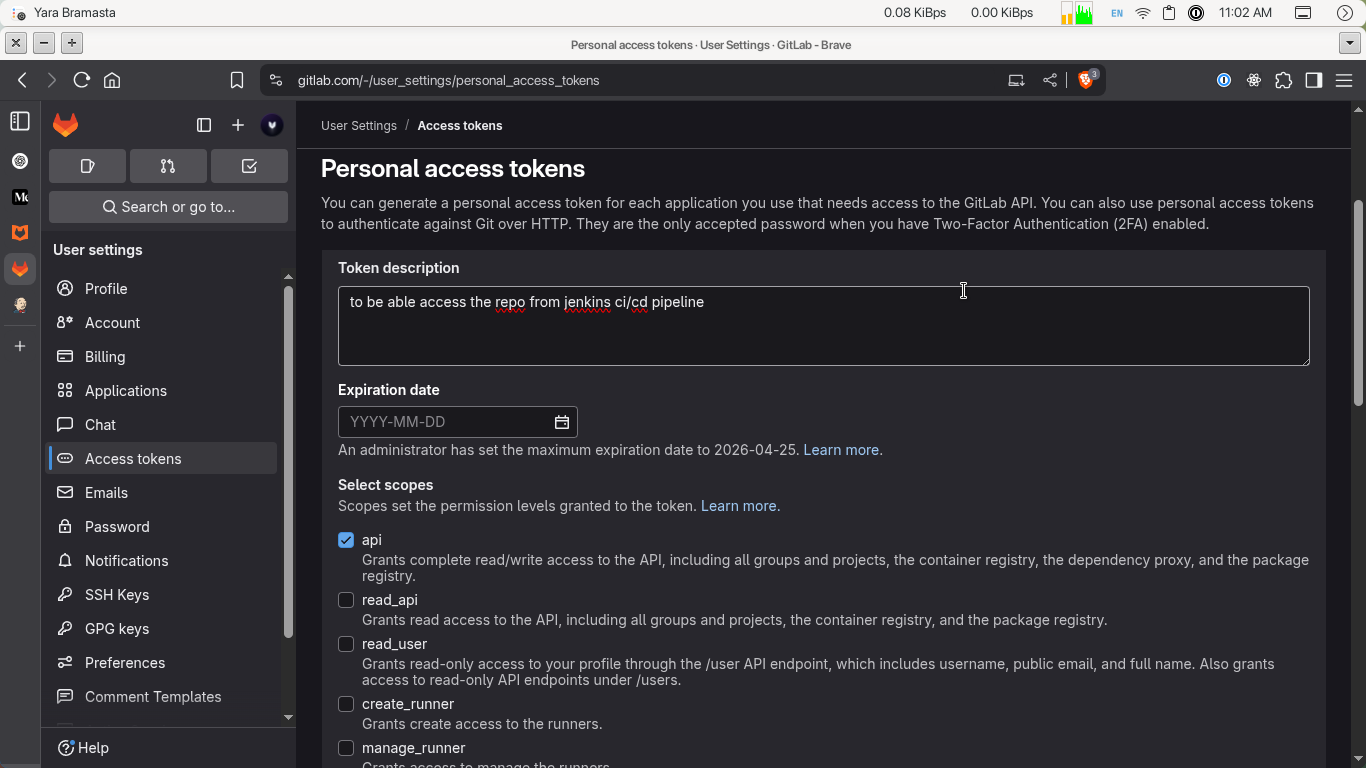 Yara Bramasta
0.08 KiBps
0.00 KiBps
EN
11:02 AM
Personal access tokens · User Settings · GitLab - Brave
gitlab.com/-/user_settings/personal_access_tokens
3
User Settings / Access tokens
Search or go to...
User settings
Profile
Account
Billing
Applications
Chat
Access tokens
Emails
Password
Notifications
SSH Keys
GPG keys
Preferences
Comment Templates
Help
Personal access tokens
You can generate a personal access token for each application you use that needs access to the GitLab API. You can also use personal access tokens
to authenticate against Git over HTTP. They are the only accepted password when you have Two-Factor Authentication (2FA) enabled.
Token description
to be able access the repo from jenkins ci/cd pipeline
Expiration date
YYYY-MM-DD
An administrator has set the maximum expiration date to 2026-04-25. Learn more.
Select scopes
Scopes set the permission levels granted to the token. Learn more.
api
Grants complete read/write access to the API, including all groups and projects, the container registry, the dependency proxy, and the package
registry.
read_api
Grants read access to the API, including all groups and projects, the container registry, and the package registry.
read_user
Grants read-only access to your profile through the /user API endpoint, which includes username, public email, and full name. Also grants
access to read-only API endpoints under /users.
create_runner
Grants create access to the runners.
manage_runner
Grants access to manage the runners.